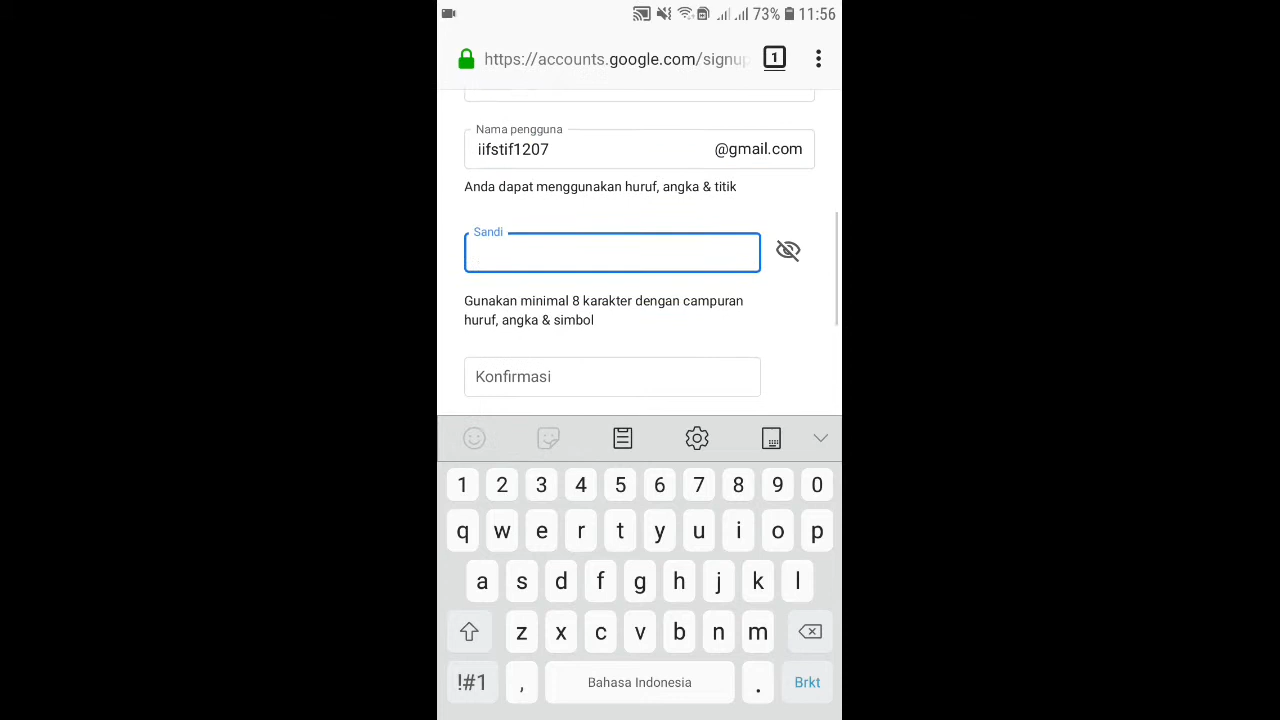 73% 11:56
https://accounts.google.com/signup
1
Nama pengguna
iifstif1207 @gmail.com
Anda dapat menggunakan huruf, angka & titik
Sandi
Gunakan minimal 8 karakter dengan campuran
huruf, angka & simbol
Konfirmasi
1 2 3 4 5 6 7 8 9 0
q w e r t y u i o p
a s d f g h j k l
z x c v b n m
!#1 , Bahasa Indonesia . Brkt